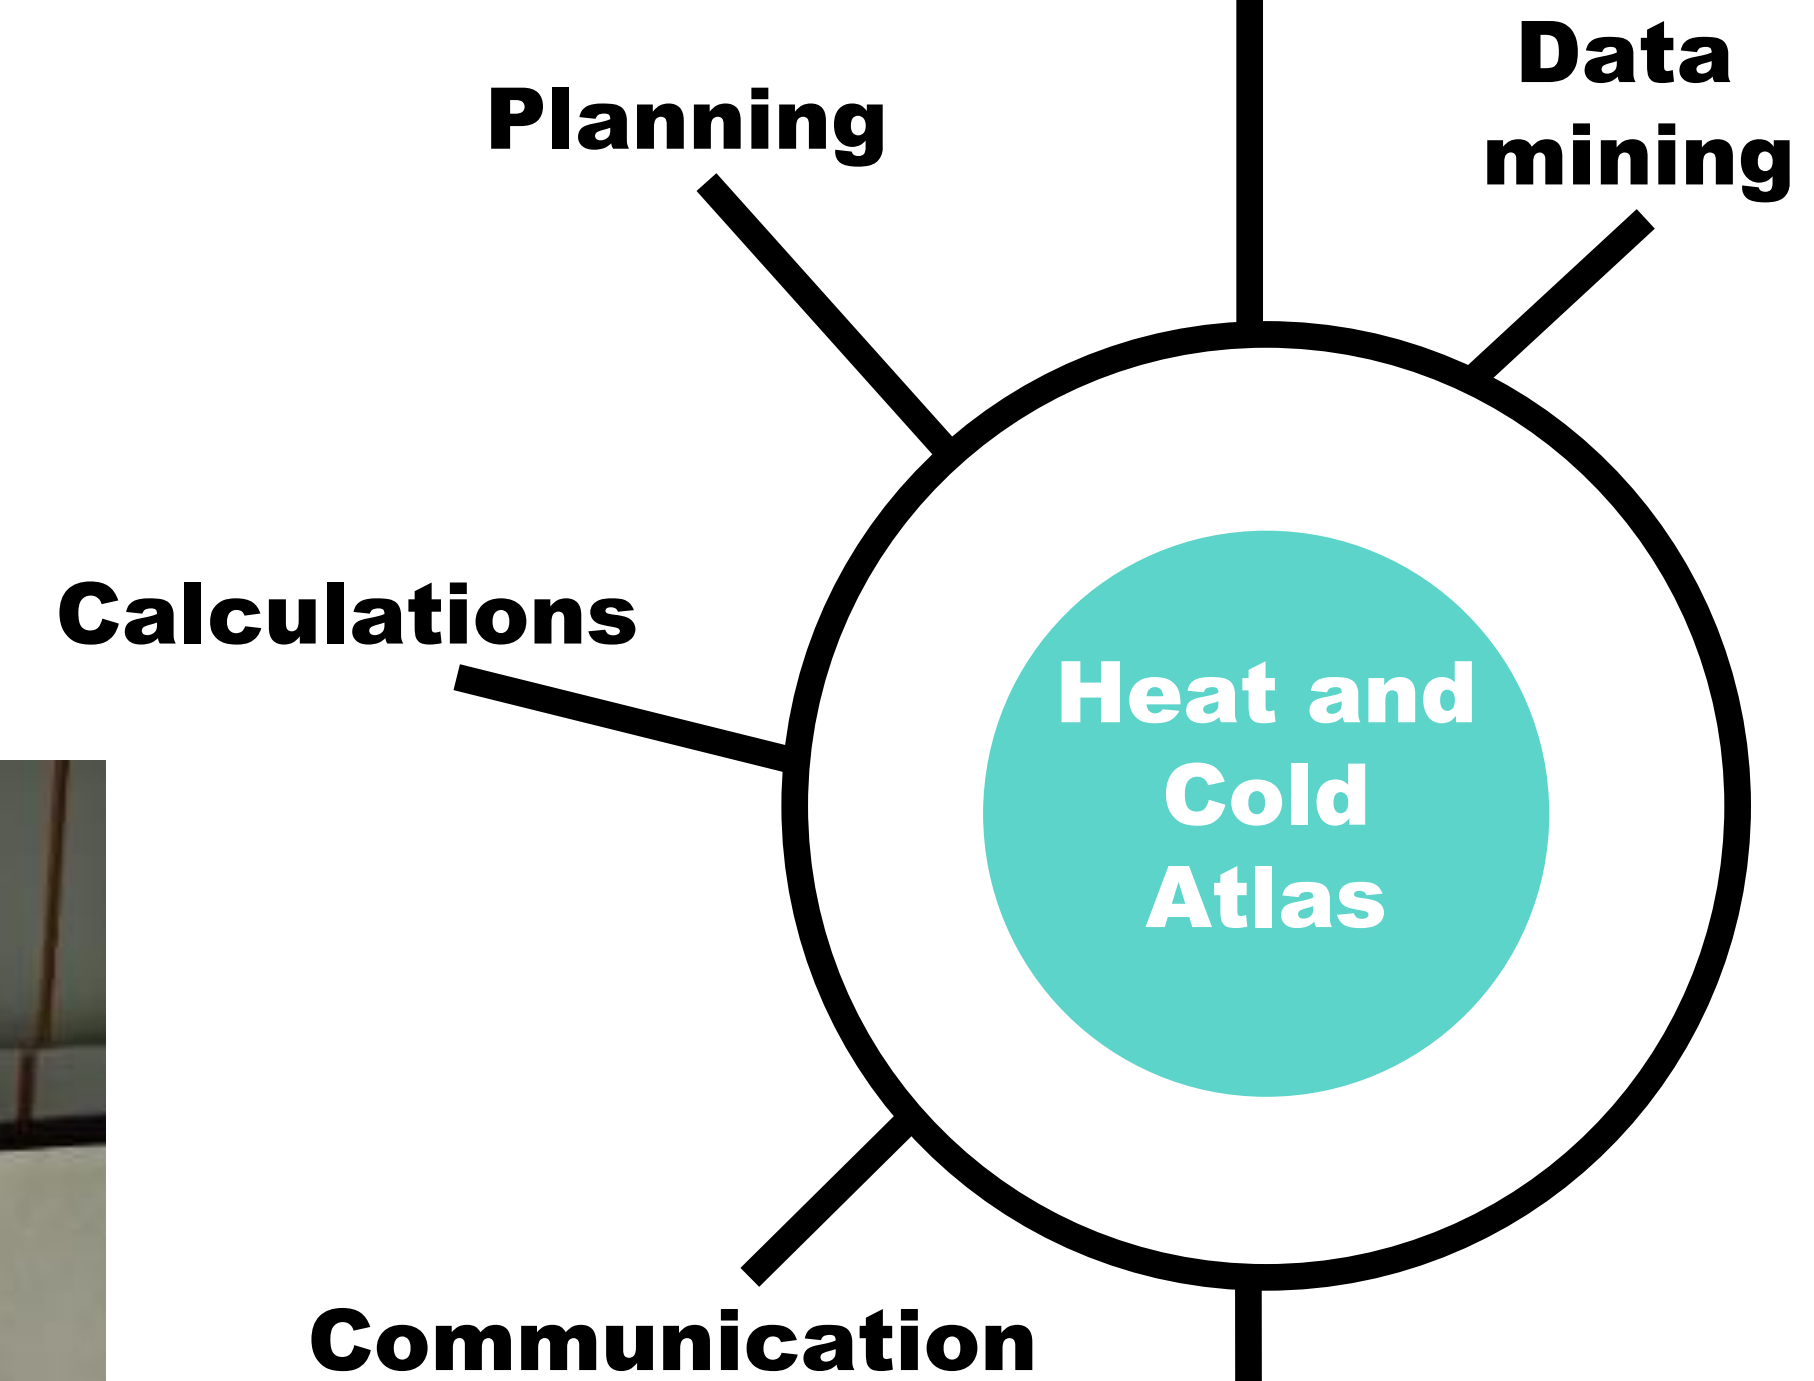 Data
mining
Planning
Calculations
Heat and
Cold
Atlas
Communication